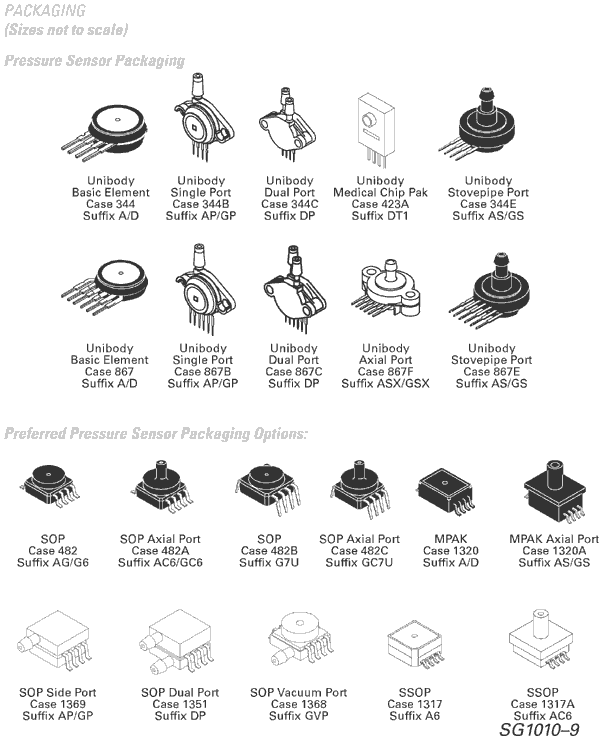 PACKAGING
(Sizes not to scale)
Pressure Sensor Packaging
Unibody
Basic Element
Case 344
Suffix A/D
Unibody
Single Port
Case 344B
Suffix AP/GP
Unibody
Dual Port
Case 344C
Suffix DP
Unibody
Medical Chip Pak
Case 423A
Suffix DT1
Unibody
Stovepipe Port
Case 344E
Suffix AS/GS
Unibody
Basic Element
Case 867
Suffix A/D
Unibody
Single Port
Case 867B
Suffix AP/GP
Unibody
Dual Port
Case 867C
Suffix DP
Unibody
Axial Port
Case 867F
Suffix ASX/GSX
Unibody
Stovepipe Port
Case 867E
Suffix AS/GS
Preferred Pressure Sensor Packaging Options:
SOP
Case 482
Suffix AG/G6
SOP Axial Port
Case 482A
Suffix AC6/GC6
SOP
Case 482B
Suffix G7U
SOP Axial Port
Case 482C
Suffix GC7U
MPAK
Case 1320
Suffix A/D
MPAK Axial Port
Case 1320A
Suffix AS/GS
SOP Side Port
Case 1369
Suffix AP/GP
SOP Dual Port
Case 1351
Suffix DP
SOP Vacuum Port
Case 1368
Suffix GVP
SSOP
Case 1317
Suffix A6
SSOP
Case 1317A
Suffix AC6
SG1010–9